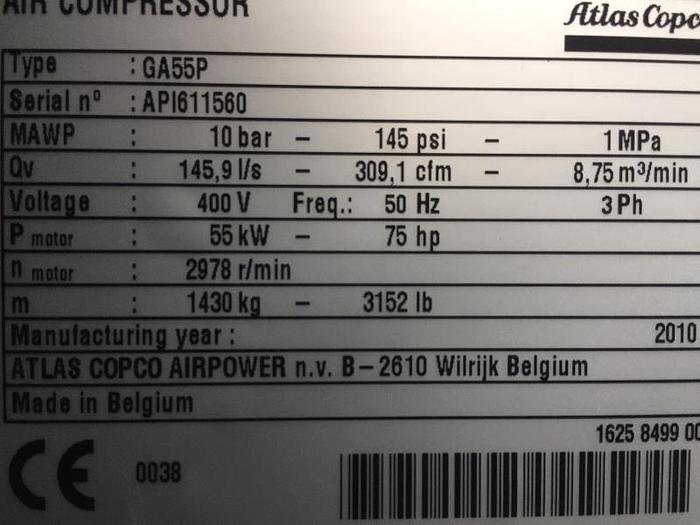 AIR COMPRESSOR
Atlas Copco
Type : GA55P
Serial nº : API611560
MAWP : 10 bar – 145 psi – 1 MPa
Qv : 145,9 l/s – 309,1 cfm – 8,75 m³/min
Voltage : 400 V Freq.: 50 Hz 3 Ph
P motor : 55 kW – 75 hp
n motor : 2978 r/min
m : 1430 kg – 3152 lb
Manufacturing year : 2010
ATLAS COPCO AIRPOWER n.v. B–2610 Wilrijk Belgium
Made in Belgium
1625 8499 00
CE 0038